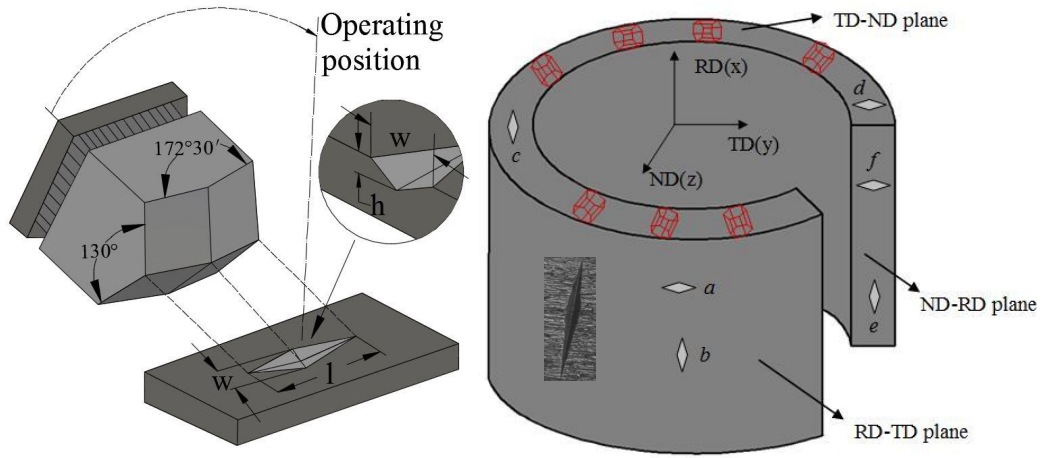 Operating
position
172°30′
130°
w
h
w
l
TD-ND plane
RD(x)
TD(y)
ND(z)
c
d
f
e
a
b
ND-RD plane
RD-TD plane